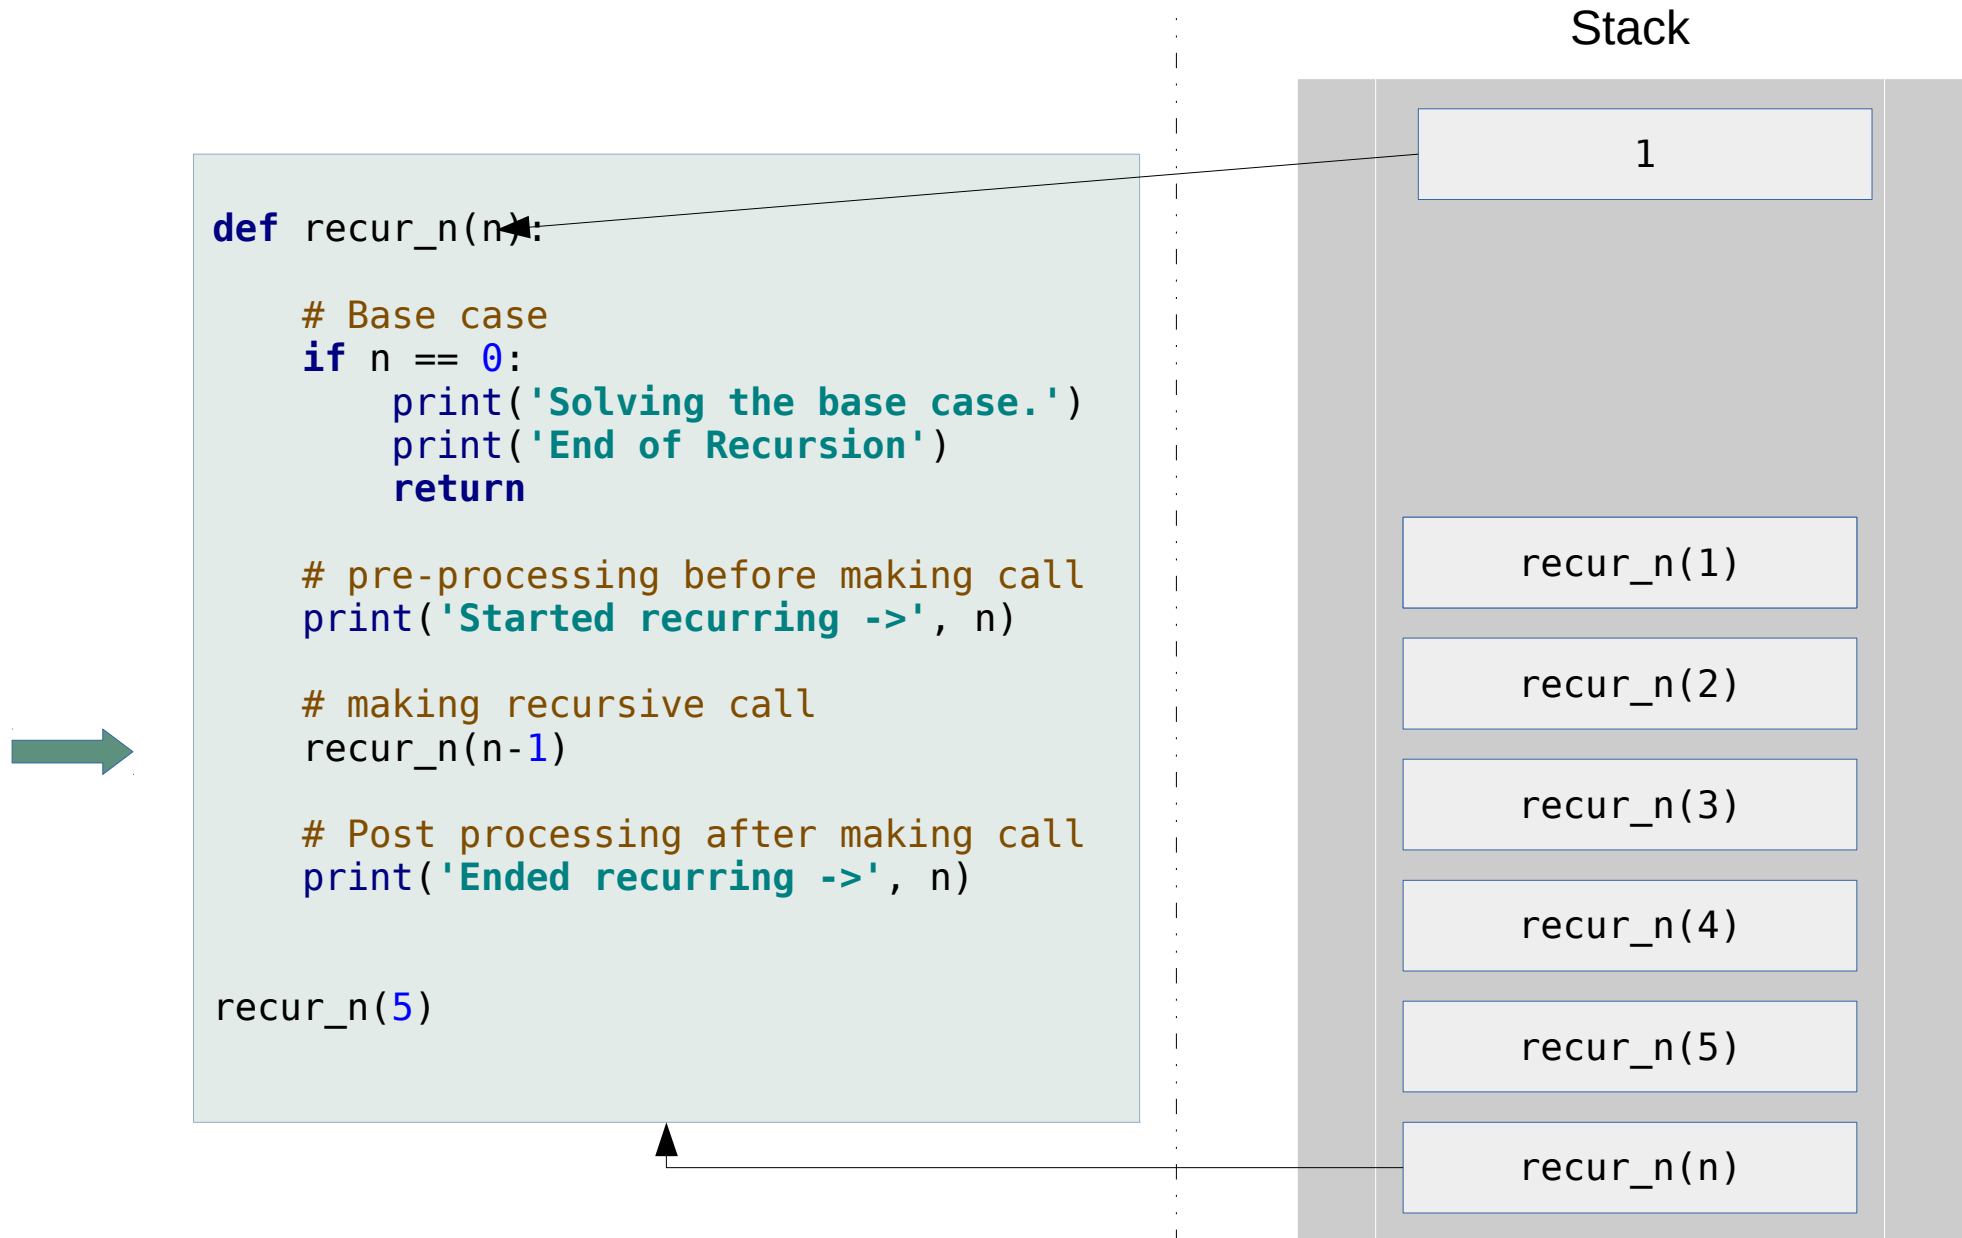 def recur_n(n):
# Base case
if n == 0:
print('Solving the base case.')
print('End of Recursion')
return
# pre-processing before making call
print('Started recurring ->', n)
# making recursive call
recur_n(n-1)
# Post processing after making call
print('Ended recurring ->', n)
recur_n(5)
Stack
1
recur_n(1)
recur_n(2)
recur_n(3)
recur_n(4)
recur_n(5)
recur_n(n)